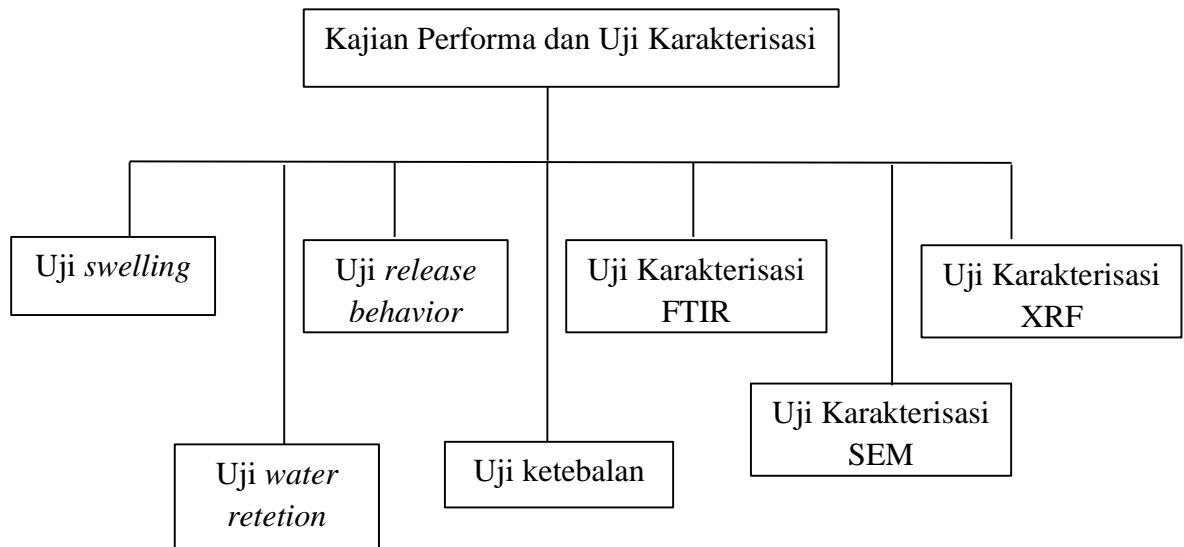 Kajian Performa dan Uji Karakterisasi
Uji swelling
Uji release
behavior
Uji Karakterisasi
FTIR
Uji Karakterisasi
XRF
Uji water
retetion
Uji ketebalan
Uji Karakterisasi
SEM